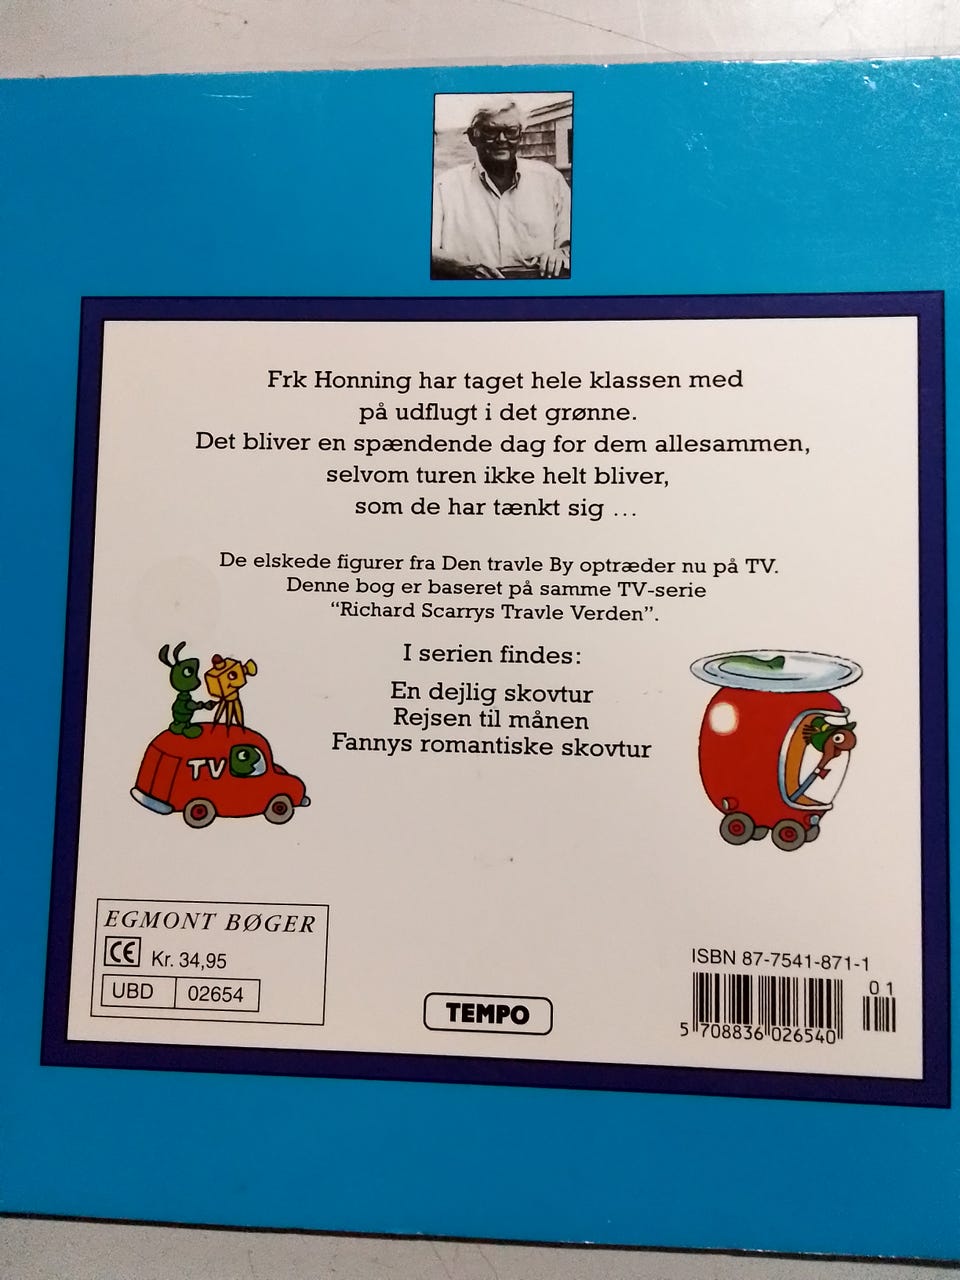 Frk Honning har taget hele klassen med
på udflugt i det grønne.
Det bliver en spændende dag for dem allesammen,
selvom turen ikke helt bliver,
som de har tænkt sig ...
De elskede figurer fra Den travle By optræder nu på TV.
Denne bog er baseret på samme TV-serie
“Richard Scarrys Travle Verden”.
I serien findes:
En dejlig skovtur
Rejsen til månen
Fannys romantiske skovtur
TV
EGMONT BØGER
CE Kr. 34,95
UBD 02654
TEMPO
ISBN 87-7541-871-1
01
5 708836 026540